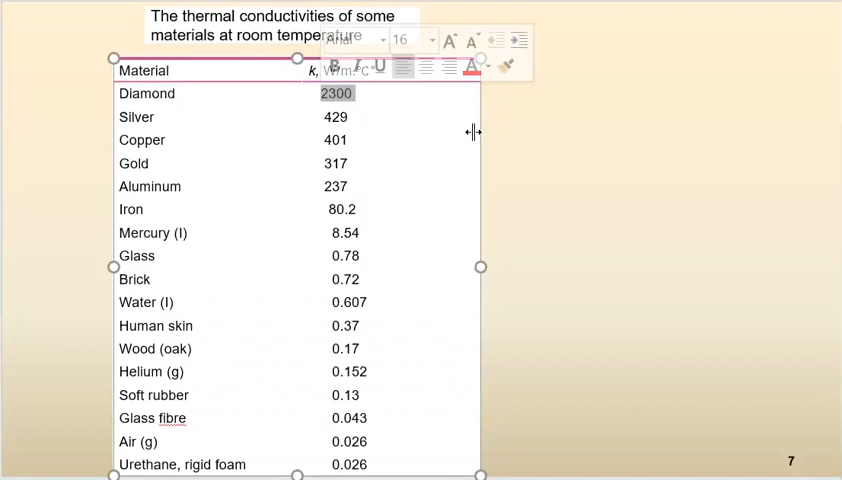 The thermal conductivities of some
materials at room temperature
Arial 16 A A
B I U A
Material k, W/m.°C*
Diamond 2300
Silver 429
Copper 401
Gold 317
Aluminum 237
Iron 80.2
Mercury (I) 8.54
Glass 0.78
Brick 0.72
Water (I) 0.607
Human skin 0.37
Wood (oak) 0.17
Helium (g) 0.152
Soft rubber 0.13
Glass fibre 0.043
Air (g) 0.026
Urethane, rigid foam 0.026
7